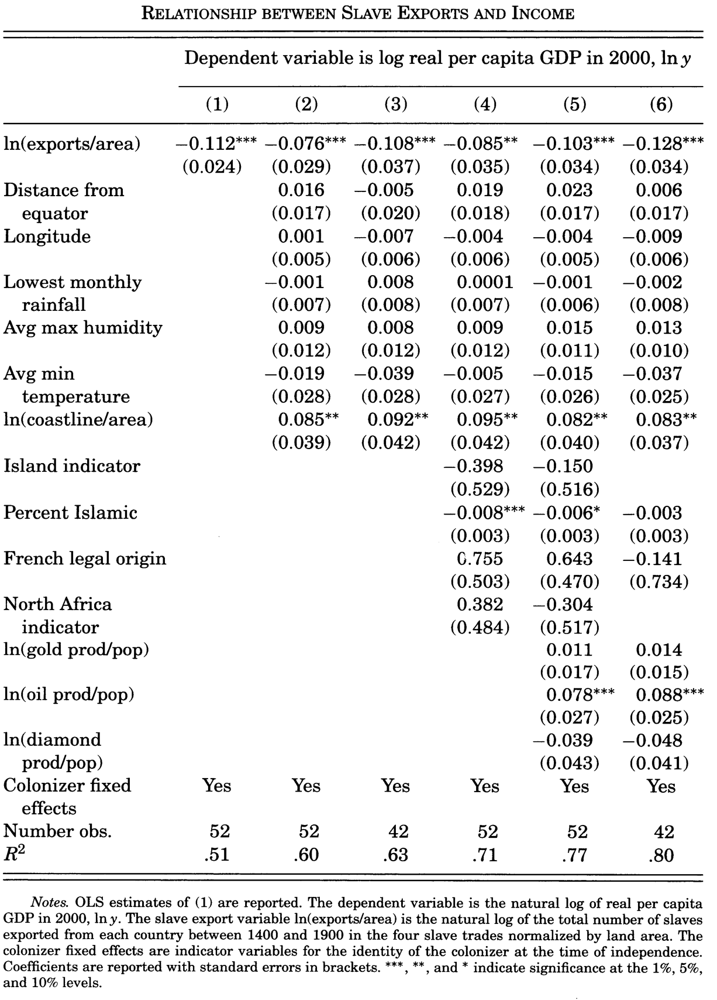 RELATIONSHIP BETWEEN SLAVE EXPORTS AND INCOME
Dependent variable is log real per capita GDP in 2000, ln y
(1) (2) (3) (4) (5) (6)
ln(exports/area) −0.112*** −0.076*** −0.108*** −0.085** −0.103*** −0.128***
(0.024) (0.029) (0.037) (0.035) (0.034) (0.034)
Distance from 0.016 −0.005 0.019 0.023 0.006
equator (0.017) (0.020) (0.018) (0.017) (0.017)
Longitude 0.001 −0.007 −0.004 −0.004 −0.009
(0.005) (0.006) (0.006) (0.005) (0.006)
Lowest monthly −0.001 0.008 0.0001 −0.001 −0.002
rainfall (0.007) (0.008) (0.007) (0.006) (0.008)
Avg max humidity 0.009 0.008 0.009 0.015 0.013
(0.012) (0.012) (0.012) (0.011) (0.010)
Avg min −0.019 −0.039 −0.005 −0.015 −0.037
temperature (0.028) (0.028) (0.027) (0.026) (0.025)
ln(coastline/area) 0.085** 0.092** 0.095** 0.082** 0.083**
(0.039) (0.042) (0.042) (0.040) (0.037)
Island indicator −0.398 −0.150
(0.529) (0.516)
Percent Islamic −0.008*** −0.006* −0.003
(0.003) (0.003) (0.003)
French legal origin 0.755 0.643 −0.141
(0.503) (0.470) (0.734)
North Africa 0.382 −0.304
indicator (0.484) (0.517)
ln(gold prod/pop) 0.011 0.014
(0.017) (0.015)
ln(oil prod/pop) 0.078*** 0.088***
(0.027) (0.025)
ln(diamond −0.039 −0.048
prod/pop) (0.043) (0.041)
Colonizer fixed Yes Yes Yes Yes Yes Yes
effects
Number obs. 52 52 42 52 52 42
R² .51 .60 .63 .71 .77 .80
Notes. OLS estimates of (1) are reported. The dependent variable is the natural log of real per capita
GDP in 2000, ln y. The slave export variable ln(exports/area) is the natural log of the total number of slaves
exported from each country between 1400 and 1900 in the four slave trades normalized by land area. The
colonizer fixed effects are indicator variables for the identity of the colonizer at the time of independence.
Coefficients are reported with standard errors in brackets. ***, **, and * indicate significance at the 1%, 5%,
and 10% levels.